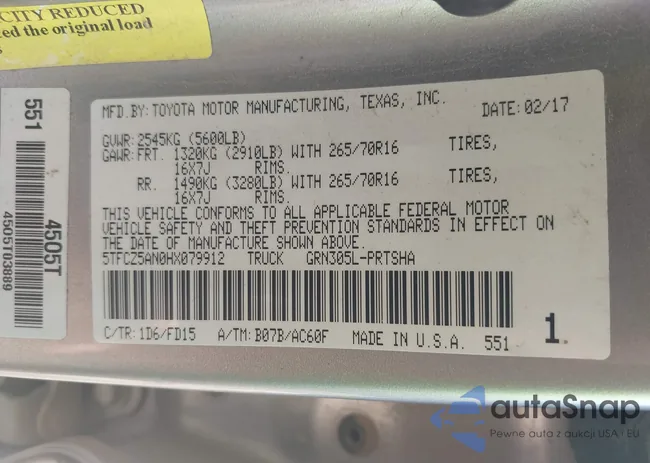 CITY REDUCED
ed the original load
s
551
4505T
4505T03889
MFD.BY:TOYOTA MOTOR MANUFACTURING, TEXAS, INC. DATE:02/17
GVWR:2545KG (5600LB)
GAWR:FRT. 1320KG (2910LB) WITH 265/70R16 TIRES,
16X7J RIMS.
RR. 1490KG (3280LB) WITH 265/70R16 TIRES,
16X7J RIMS.
THIS VEHICLE CONFORMS TO ALL APPLICABLE FEDERAL MOTOR
VEHICLE SAFETY AND THEFT PREVENTION STANDARDS IN EFFECT ON
THE DATE OF MANUFACTURE SHOWN ABOVE.
5TFCZ5AN0HX079912 TRUCK GRN305L-PRTSHA
C/TR:1D6/FD15 A/TM:B07B/AC60F MADE IN U.S.A. 551
1
autoSnap
Pewne auta z aukcji USA i EU